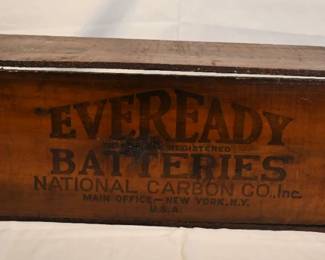 EVEREADY
REGISTERED
BATTERIES
NATIONAL CARBON CO., Inc.
MAIN OFFICE—NEW YORK, N.Y.
U.S.A.